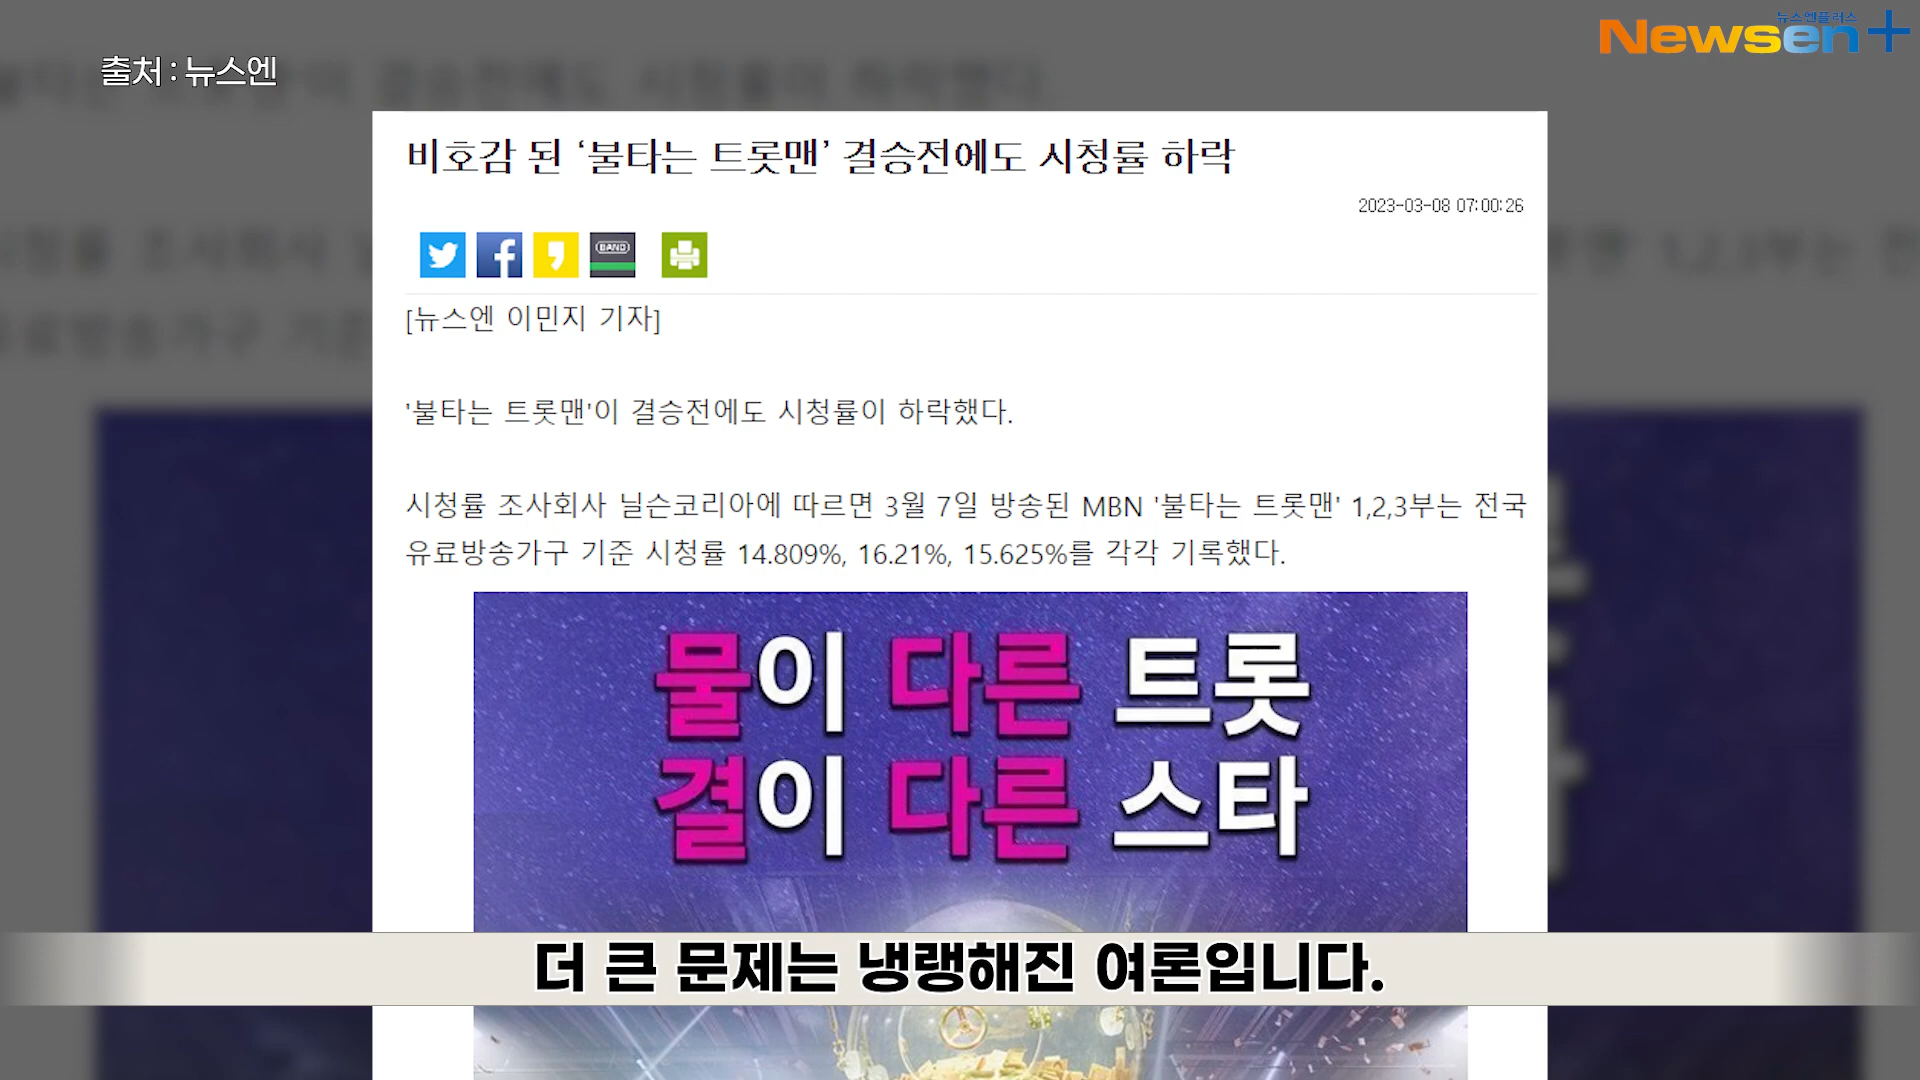 뉴스엔플러스
Newsen+
출처 : 뉴스엔
비호감 된 ‘불타는 트롯맨’ 결승전에도 시청률 하락
2023-03-08 07:00:26
BAND
[뉴스엔 이민지 기자]
'불타는 트롯맨'이 결승전에도 시청률이 하락했다.
시청률 조사회사 닐슨코리아에 따르면 3월 7일 방송된 MBN '불타는 트롯맨' 1,2,3부는 전국
유료방송가구 기준 시청률 14.809%, 16.21%, 15.625%를 각각 기록했다.
물이 다른 트롯
결이 다른 스타
더 큰 문제는 냉랭해진 여론입니다.